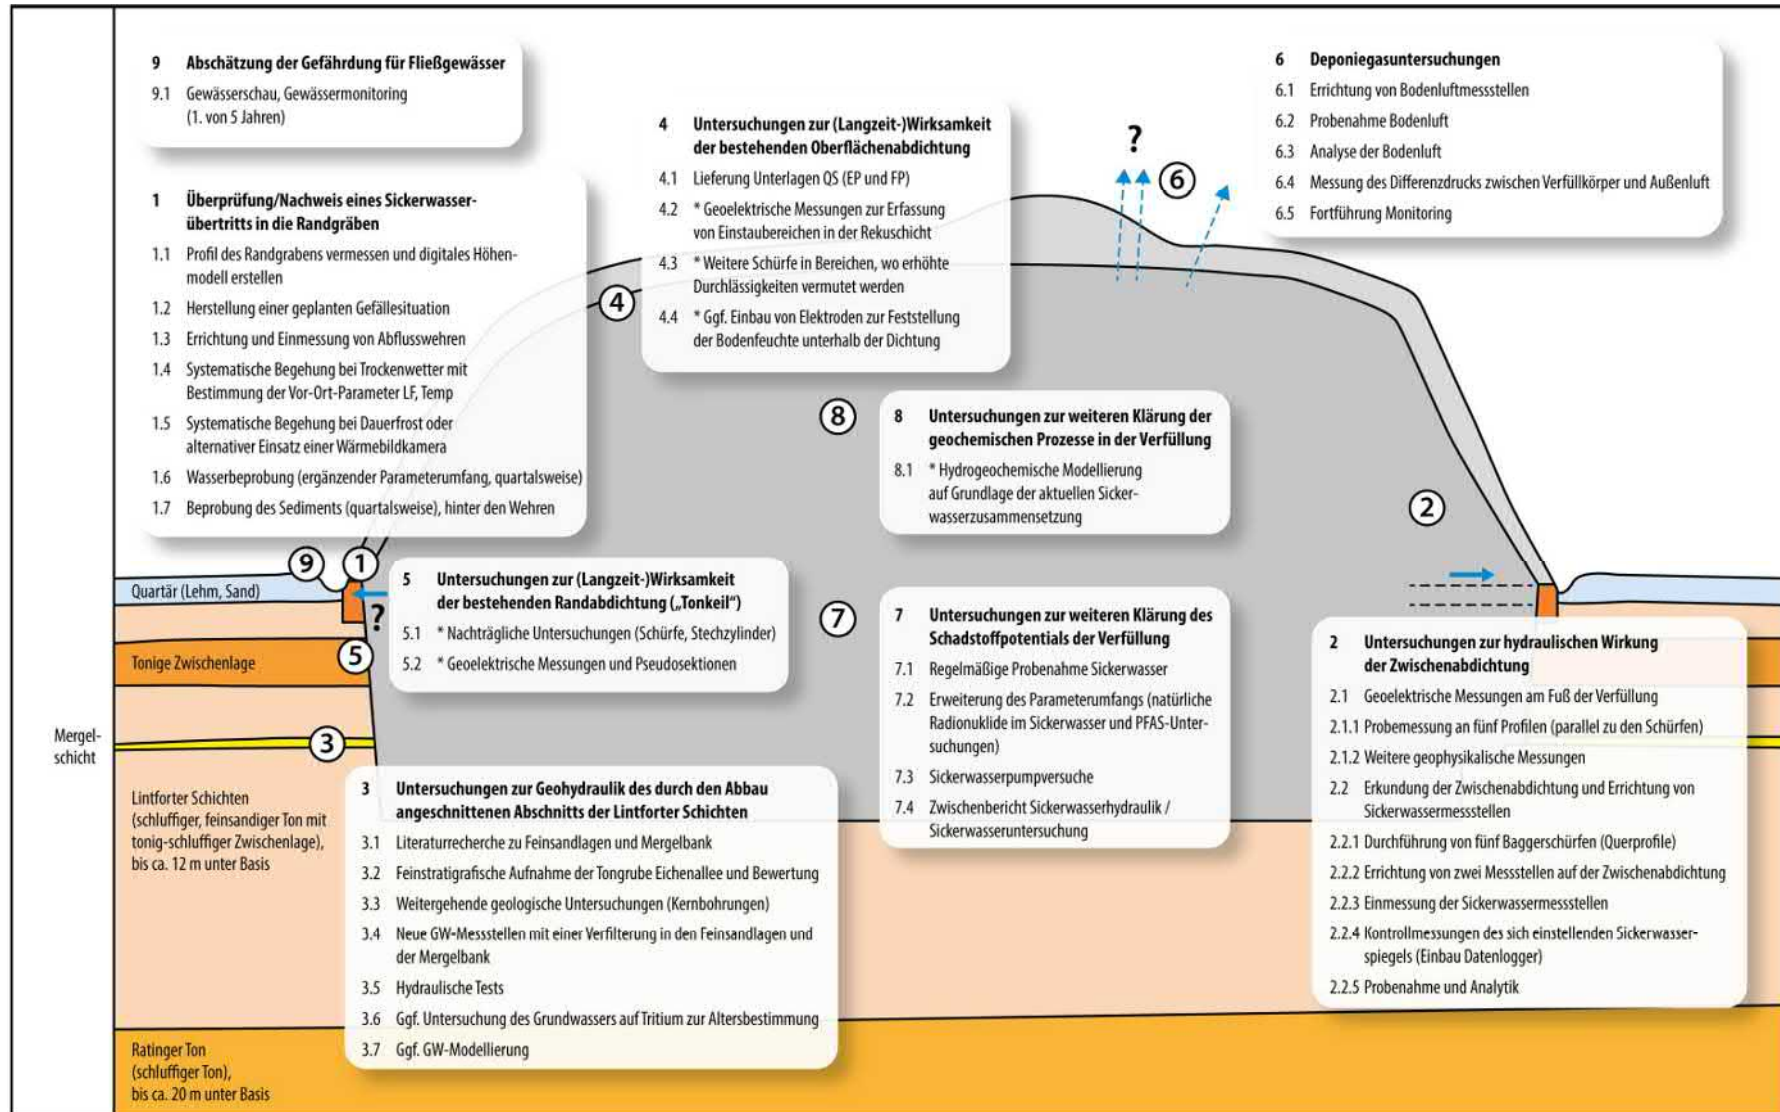 9 Abschätzung der Gefährdung für Fließgewässer
9.1 Gewässerschau, Gewässermonitoring
(1. von 5 Jahren)
1 Überprüfung/Nachweis eines Sickerwasser-
übertritts in die Randgräben
1.1 Profil des Randgrabens vermessen und digitales Höhen-
modell erstellen
1.2 Herstellung einer geplanten Gefällesituation
1.3 Errichtung und Einmessung von Abflusswehren
1.4 Systematische Begehung bei Trockenwetter mit
Bestimmung der Vor-Ort-Parameter LF, Temp
1.5 Systematische Begehung bei Dauerfrost oder
alternativer Einsatz einer Wärmebildkamera
1.6 Wasserbeprobung (ergänzender Parameterumfang, quartalsweise)
1.7 Beprobung des Sediments (quartalsweise), hinter den Wehren
4 Untersuchungen zur (Langzeit-)Wirksamkeit
der bestehenden Oberflächenabdichtung
4.1 Lieferung Unterlagen QS (EP und FP)
4.2 * Geoelektrische Messungen zur Erfassung
von Einstaubereichen in der Rekuschicht
4.3 * Weitere Schürfe in Bereichen, wo erhöhte
Durchlässigkeiten vermutet werden
4.4 * Ggf. Einbau von Elektroden zur Feststellung
der Bodenfeuchte unterhalb der Dichtung
?
6
6 Deponiegasuntersuchungen
6.1 Errichtung von Bodenluftmessstellen
6.2 Probenahme Bodenluft
6.3 Analyse der Bodenluft
6.4 Messung des Differenzdrucks zwischen Verfüllkörper und Außenluft
6.5 Fortführung Monitoring
4
8
8 Untersuchungen zur weiteren Klärung der
geochemischen Prozesse in der Verfüllung
8.1 * Hydrogeochemische Modellierung
auf Grundlage der aktuellen Sicker-
wasserzusammensetzung
2
9
1
?
5
5 Untersuchungen zur (Langzeit-)Wirksamkeit
der bestehenden Randabdichtung („Tonkeil“)
5.1 * Nachträgliche Untersuchungen (Schürfe, Stechzylinder)
5.2 * Geoelektrische Messungen und Pseudosektionen
7
7 Untersuchungen zur weiteren Klärung des
Schadstoffpotentials der Verfüllung
7.1 Regelmäßige Probenahme Sickerwasser
7.2 Erweiterung des Parameterumfangs (natürliche
Radionuklide im Sickerwasser und PFAS-Unter-
suchungen)
7.3 Sickerwasserpumpversuche
7.4 Zwischenbericht Sickerwasserhydraulik /
Sickerwasseruntersuchung
2 Untersuchungen zur hydraulischen Wirkung
der Zwischenabdichtung
2.1 Geoelektrische Messungen am Fuß der Verfüllung
2.1.1 Probemessung an fünf Profilen (parallel zu den Schürfen)
2.1.2 Weitere geophysikalische Messungen
2.2 Erkundung der Zwischenabdichtung und Errichtung von
Sickerwassermessstellen
2.2.1 Durchführung von fünf Baggerschürfen (Querprofile)
2.2.2 Errichtung von zwei Messstellen auf der Zwischenabdichtung
2.2.3 Einmessung der Sickerwassermessstellen
2.2.4 Kontrollmessungen des sich einstellenden Sickerwasser-
spiegels (Einbau Datenlogger)
2.2.5 Probenahme und Analytik
Quartär (Lehm, Sand)
Tonige Zwischenlage
Mergel-
schicht
3
Lintforter Schichten
(schluffiger, feinsandiger Ton mit
tonig-schluffiger Zwischenlage),
bis ca. 12 m unter Basis
3 Untersuchungen zur Geohydraulik des durch den Abbau
angeschnittenen Abschnitts der Lintforter Schichten
3.1 Literaturrecherche zu Feinsandlagen und Mergelbank
3.2 Feinstratigrafische Aufnahme der Tongrube Eichenallee und Bewertung
3.3 Weitergehende geologische Untersuchungen (Kernbohrungen)
3.4 Neue GW-Messstellen mit einer Verfilterung in den Feinsandlagen und
der Mergelbank
3.5 Hydraulische Tests
3.6 Ggf. Untersuchung des Grundwassers auf Tritium zur Altersbestimmung
3.7 Ggf. GW-Modellierung
Ratinger Ton
(schluffiger Ton),
bis ca. 20 m unter Basis